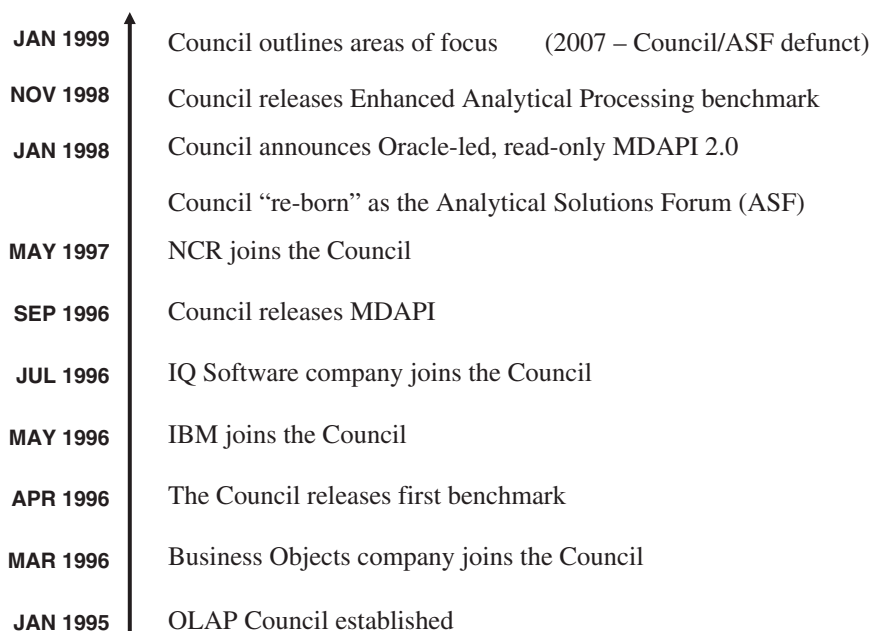 JAN 1999 Council outlines areas of focus (2007 – Council/ASF defunct)
NOV 1998 Council releases Enhanced Analytical Processing benchmark
JAN 1998 Council announces Oracle-led, read-only MDAPI 2.0
Council “re-born” as the Analytical Solutions Forum (ASF)
MAY 1997 NCR joins the Council
SEP 1996 Council releases MDAPI
JUL 1996 IQ Software company joins the Council
MAY 1996 IBM joins the Council
APR 1996 The Council releases first benchmark
MAR 1996 Business Objects company joins the Council
JAN 1995 OLAP Council established